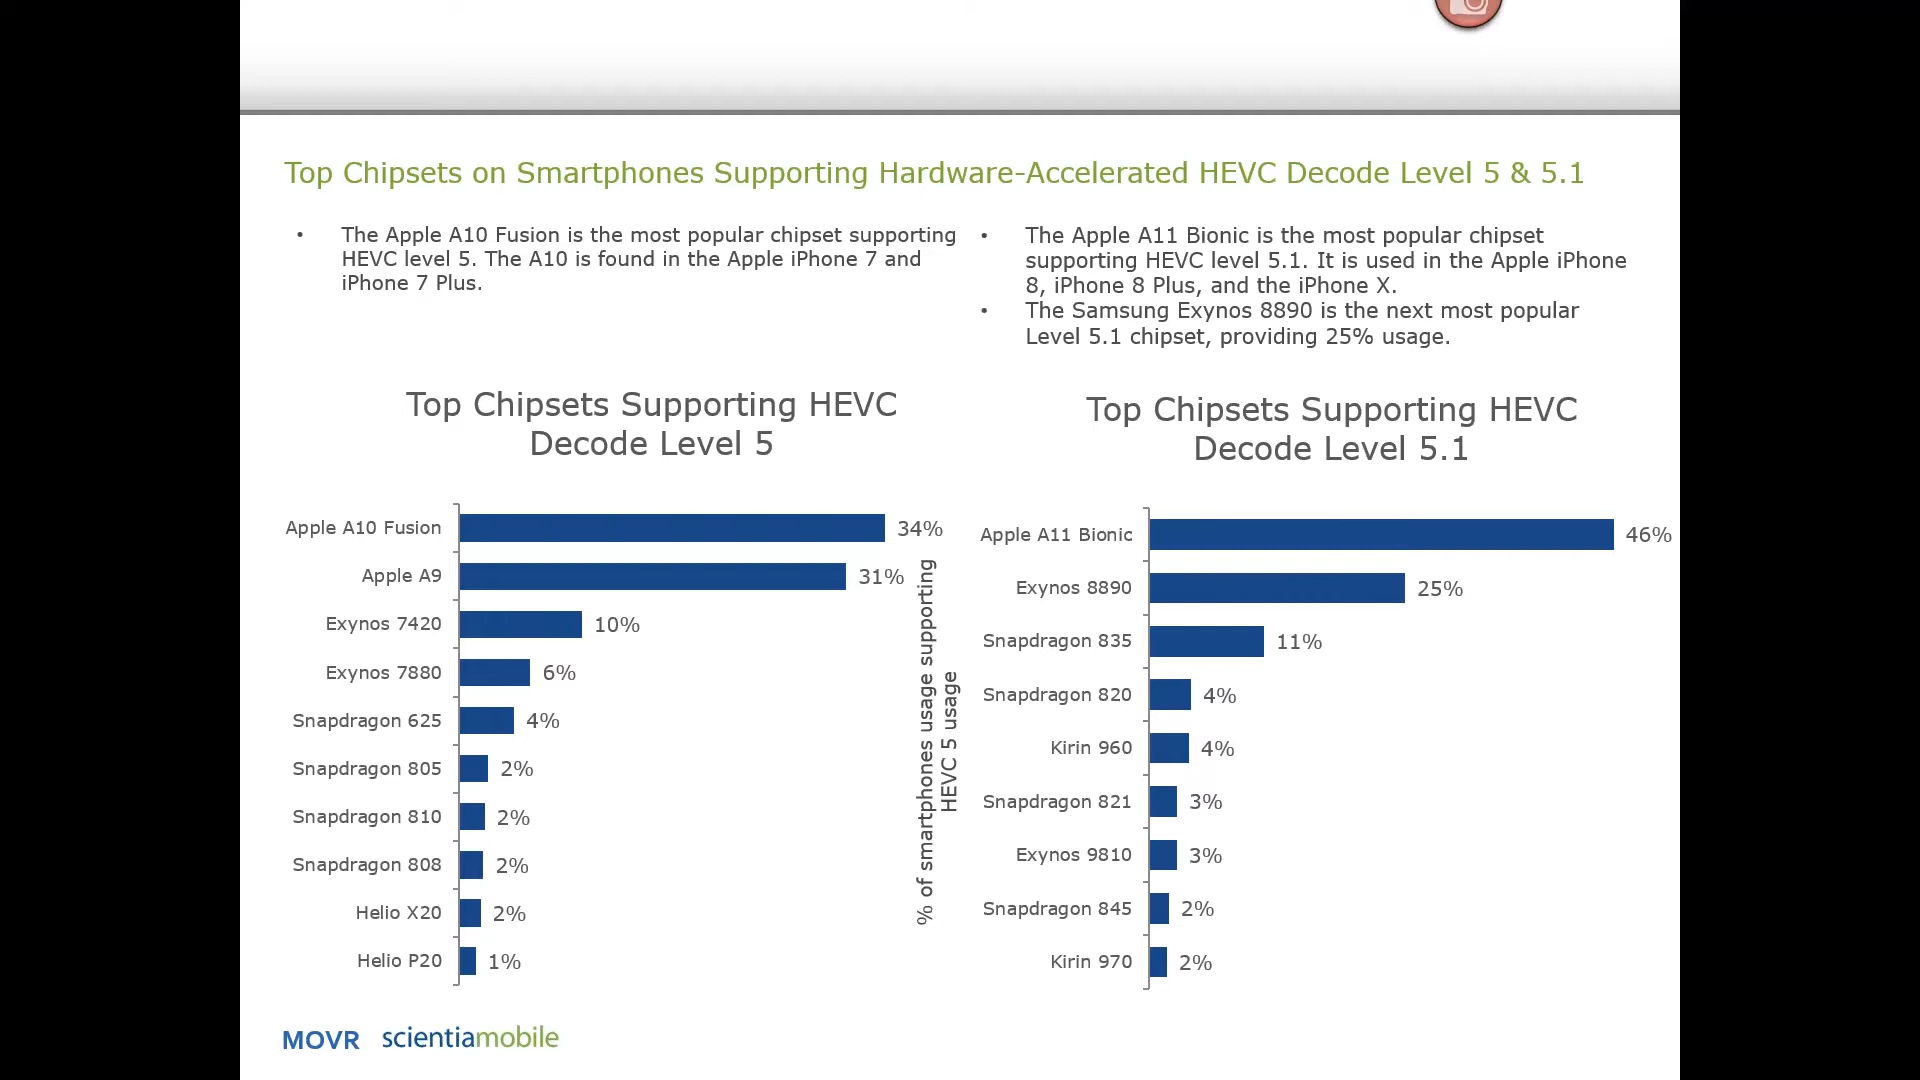 Top Chipsets on Smartphones Supporting Hardware-Accelerated HEVC Decode Level 5 & 5.1
• The Apple A10 Fusion is the most popular chipset supporting
HEVC level 5. The A10 is found in the Apple iPhone 7 and
iPhone 7 Plus.
• The Apple A11 Bionic is the most popular chipset
supporting HEVC level 5.1. It is used in the Apple iPhone
8, iPhone 8 Plus, and the iPhone X.
• The Samsung Exynos 8890 is the next most popular
Level 5.1 chipset, providing 25% usage.
Top Chipsets Supporting HEVC
Decode Level 5
Apple A10 Fusion 34%
Apple A9 31%
Exynos 7420 10%
Exynos 7880 6%
Snapdragon 625 4%
Snapdragon 805 2%
Snapdragon 810 2%
Snapdragon 808 2%
Helio X20 2%
Helio P20 1%
Top Chipsets Supporting HEVC
Decode Level 5.1
% of smartphones usage supporting
HEVC 5 usage
Apple A11 Bionic 46%
Exynos 8890 25%
Snapdragon 835 11%
Snapdragon 820 4%
Kirin 960 4%
Snapdragon 821 3%
Exynos 9810 3%
Snapdragon 845 2%
Kirin 970 2%
MOVR scientiamobile